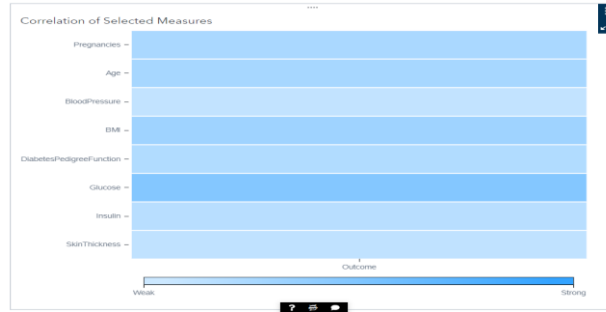 Correlation of Selected Measures
Pregnancies
Age
BloodPressure
BMI
DiabetesPedigreeFunction
Glucose
Insulin
SkinThickness
Outcome
Weak Strong
?